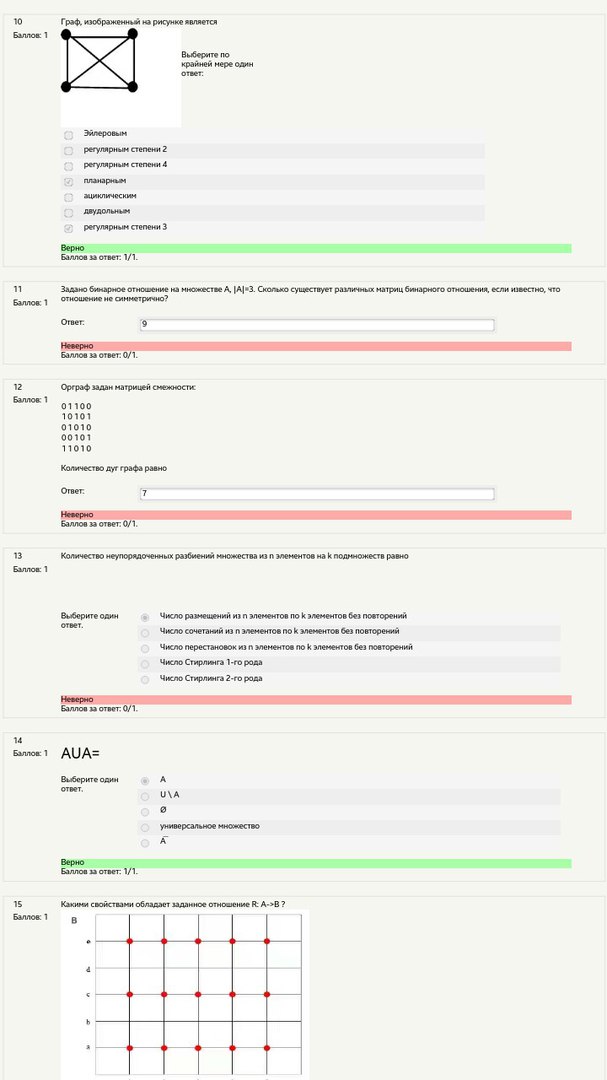 10
Граф, изображенный на рисунке является
Баллов: 1
Выберите по
крайней мере один
ответ:
Эйлеровым
регулярным степени 2
регулярным степени 4
планарным
ациклическим
двудольным
регулярным степени 3
Верно
Баллов за ответ: 1/1.
11
Задано бинарное отношение на множестве A, |A|=3. Сколько существует различных матриц бинарного отношения, если известно, что
Баллов: 1
отношение не симметрично?
Ответ:
9
Неверно
Баллов за ответ: 0/1.
12
Орграф задан матрицей смежности:
Баллов: 1
0 1 1 0 0
1 0 1 0 1
0 1 0 1 0
0 0 1 0 1
1 1 0 1 0
Количество дуг графа равно
Ответ:
7
Неверно
Баллов за ответ: 0/1.
13
Количество неупорядоченных разбиений множества из n элементов на k подмножеств равно
Баллов: 1
Выберите один
ответ.
Число размещений из n элементов по k элементов без повторений
Число сочетаний из n элементов по k элементов без повторений
Число перестановок из n элементов по k элементов без повторений
Число Стирлинга 1-го рода
Число Стирлинга 2-го рода
Неверно
Баллов за ответ: 0/1.
14
Баллов: 1
AUA=
Выберите один
ответ.
A
U \ A
Ø
универсальное множество
A̅
Верно
Баллов за ответ: 1/1.
15
Какими свойствами обладает заданное отношение R: A->B ?
Баллов: 1
B
e
d
c
b
a